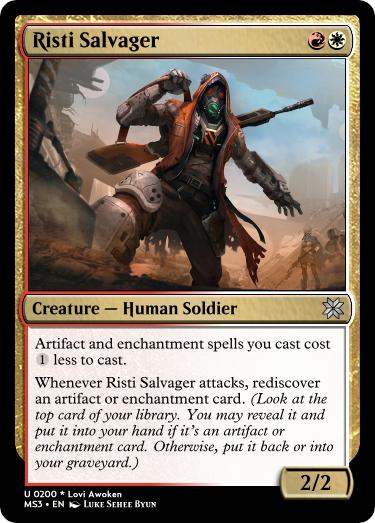 Risti Salvager
Creature — Human Soldier
Artifact and enchantment spells you cast cost
1 less to cast.
Whenever Risti Salvager attacks, rediscover
an artifact or enchantment card. (Look at the
top card of your library. You may reveal it and
put it into your hand if it's an artifact or
enchantment card. Otherwise, put it back or into
your graveyard.)
2/2
U 0200 * Lovi Awoken
MS3 • EN Luke Sehee Byun